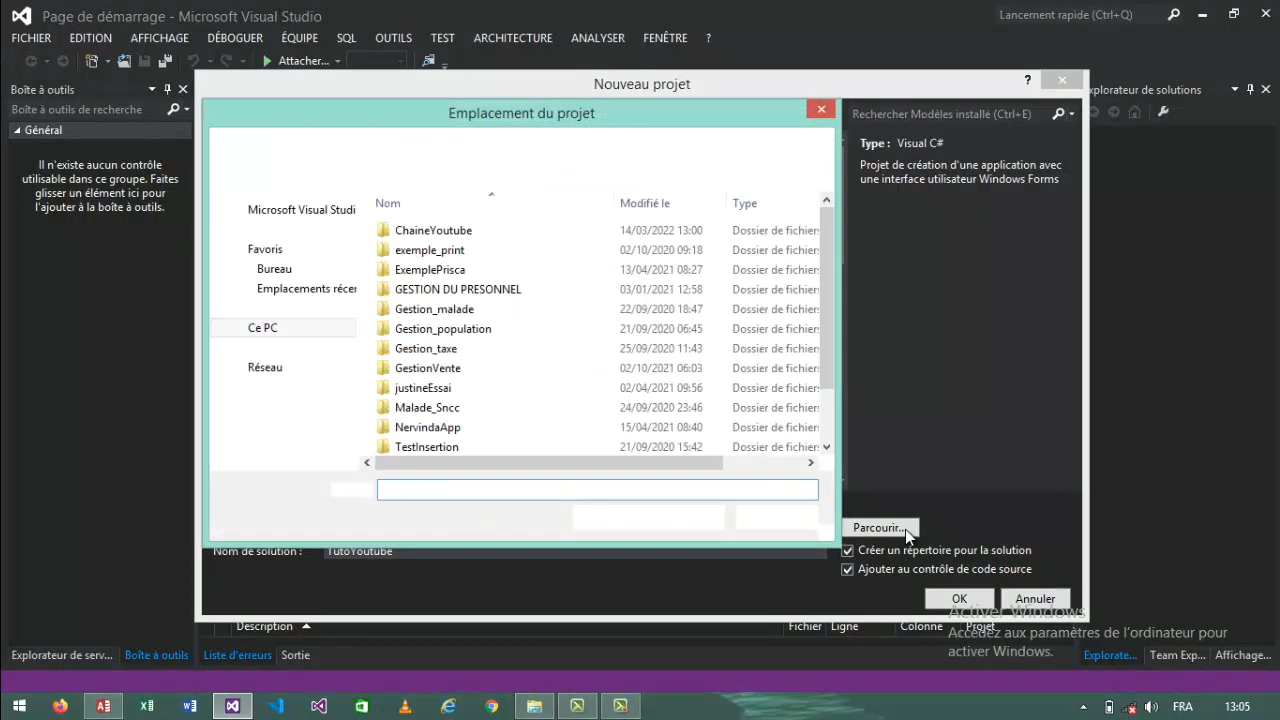 Page de démarrage - Microsoft Visual Studio
Lancement rapide (Ctrl+Q)
FICHIER EDITION AFFICHAGE DÉBOGUER ÉQUIPE SQL OUTILS TEST ARCHITECTURE ANALYSER FENÊTRE ?
Attacher...
Boîte à outils
Boîte à outils de recherche
Général
Il n'existe aucun contrôle
utilisable dans ce groupe. Faites
glisser un élément ici pour
l'ajouter à la boîte à outils.
Nouveau projet
?
Emplacement du projet
Microsoft Visual Studi
Favoris
Bureau
Emplacements récer
Ce PC
Réseau
Nom Modifié le Type
ChaineYoutube 14/03/2022 13:00 Dossier de fichier
exemple_print 02/10/2020 09:18 Dossier de fichier
ExemplePrisca 13/04/2021 08:27 Dossier de fichier
GESTION DU PRESONNEL 03/01/2021 12:58 Dossier de fichier
Gestion_malade 22/09/2020 18:47 Dossier de fichier
Gestion_population 21/09/2020 06:45 Dossier de fichier
Gestion_taxe 25/09/2020 11:43 Dossier de fichier
GestionVente 02/10/2021 06:03 Dossier de fichier
justineEssai 02/04/2021 09:56 Dossier de fichier
Malade_Sncc 24/09/2020 23:46 Dossier de fichier
NervindaApp 15/04/2021 08:40 Dossier de fichier
TestInsertion 21/09/2020 15:42 Dossier de fichier
Rechercher Modèles installé (Ctrl+E)
Type : Visual C#
Projet de création d'une application avec
une interface utilisateur Windows Forms
xplorateur de solutions
Parcourir...
Nom de solution : TutoYoutube
Créer un répertoire pour la solution
Ajouter au contrôle de code source
OK Annuler
Description Fichier Ligne Colonne Projet
Activer Windows
Accédez aux paramètres de l'ordinateur pour
activer Windows.
Explorateur de serv... Boîte à outils Liste d'erreurs Sortie Explorate... Team Exp... Affichage...
FRA 13:05